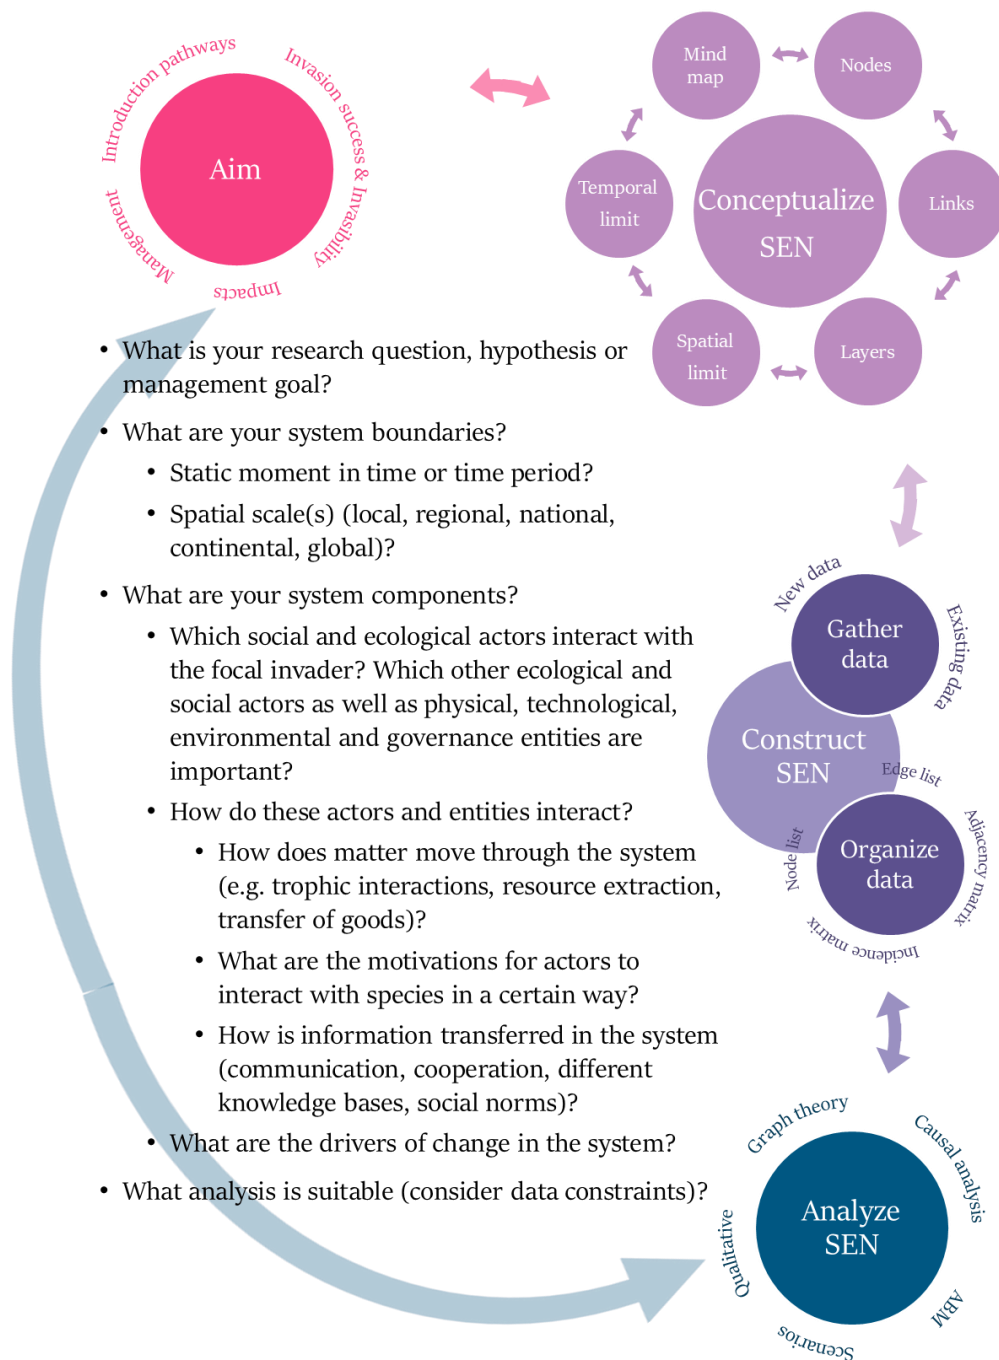 Introduction pathways
Invasion success & Invasibility
Management
Impacts
Aim
Mind
map
Nodes
Temporal
limit
Conceptualize
SEN
Links
Spatial
limit
Layers
• What is your research question, hypothesis or
management goal?
• What are your system boundaries?
• Static moment in time or time period?
• Spatial scale(s) (local, regional, national,
continental, global)?
• What are your system components?
• Which social and ecological actors interact with
the focal invader? Which other ecological and
social actors as well as physical, technological,
environmental and governance entities are
important?
• How do these actors and entities interact?
• How does matter move through the system
(e.g. trophic interactions, resource extraction,
transfer of goods)?
• What are the motivations for actors to
interact with species in a certain way?
• How is information transferred in the system
(communication, cooperation, different
knowledge bases, social norms)?
• What are the drivers of change in the system?
• What analysis is suitable (consider data constraints)?
New data
Existing data
Gather
data
Construct
SEN
Edge list
Node list
Adjacency matrix
Incidence matrix
Organize
data
Graph theory
Causal analysis
Qualitative
ABM
Scenarios
Analyze
SEN